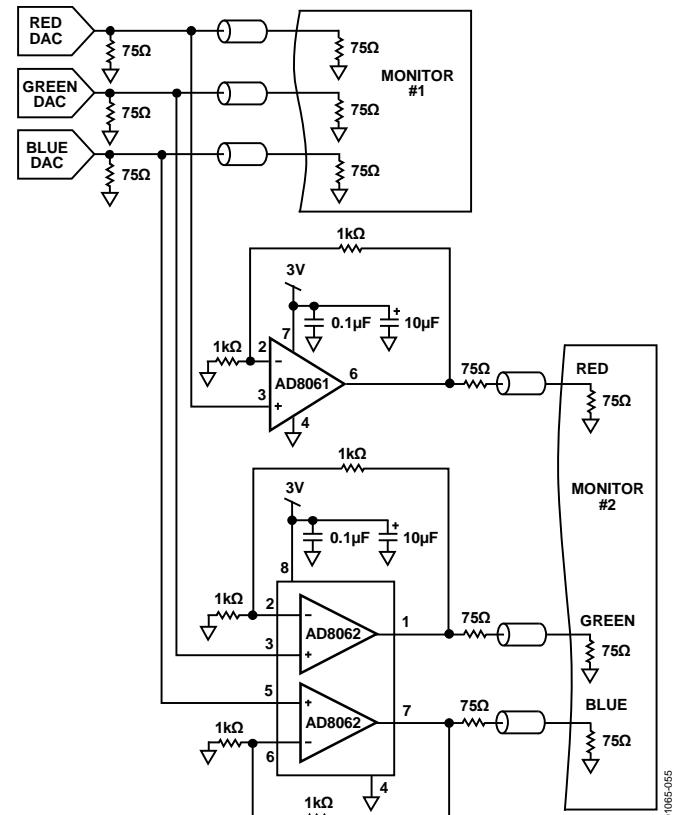 RED
DAC
75Ω
75Ω
GREEN
DAC
75Ω
75Ω
MONITOR
#1
BLUE
DAC
75Ω
75Ω
1kΩ
3V
0.1µF
+
10µF
7
1kΩ
2
–
AD8061
6
3
+
4
75Ω
RED
75Ω
1kΩ
3V
0.1µF
+
10µF
MONITOR
#2
8
1kΩ
2
–
AD8062
1
3
+
75Ω
GREEN
75Ω
5
+
AD8062
7
1kΩ
–
6
75Ω
BLUE
75Ω
4
1kΩ
01065-055